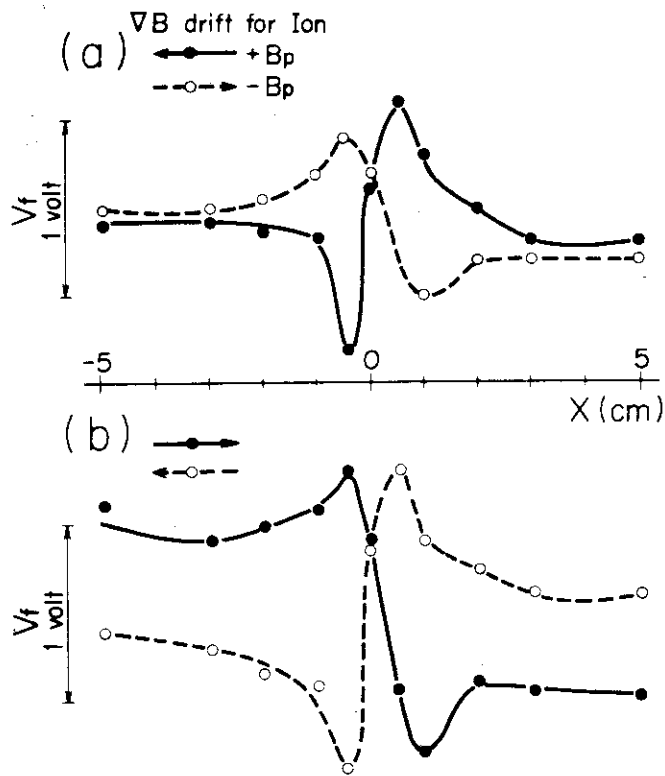 ∇B drift for Ion
(a)
+Bp
-Bp
Vf
1 volt
-5
0
5
X (cm)
(b)
Vf
1 volt